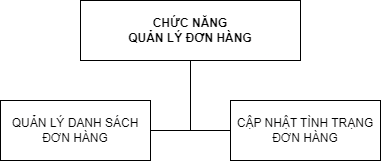 CHỨC NĂNG
QUẢN LÝ ĐƠN HÀNG
QUẢN LÝ DANH SÁCH
ĐƠN HÀNG
CẬP NHẬT TÌNH TRẠNG
ĐƠN HÀNG